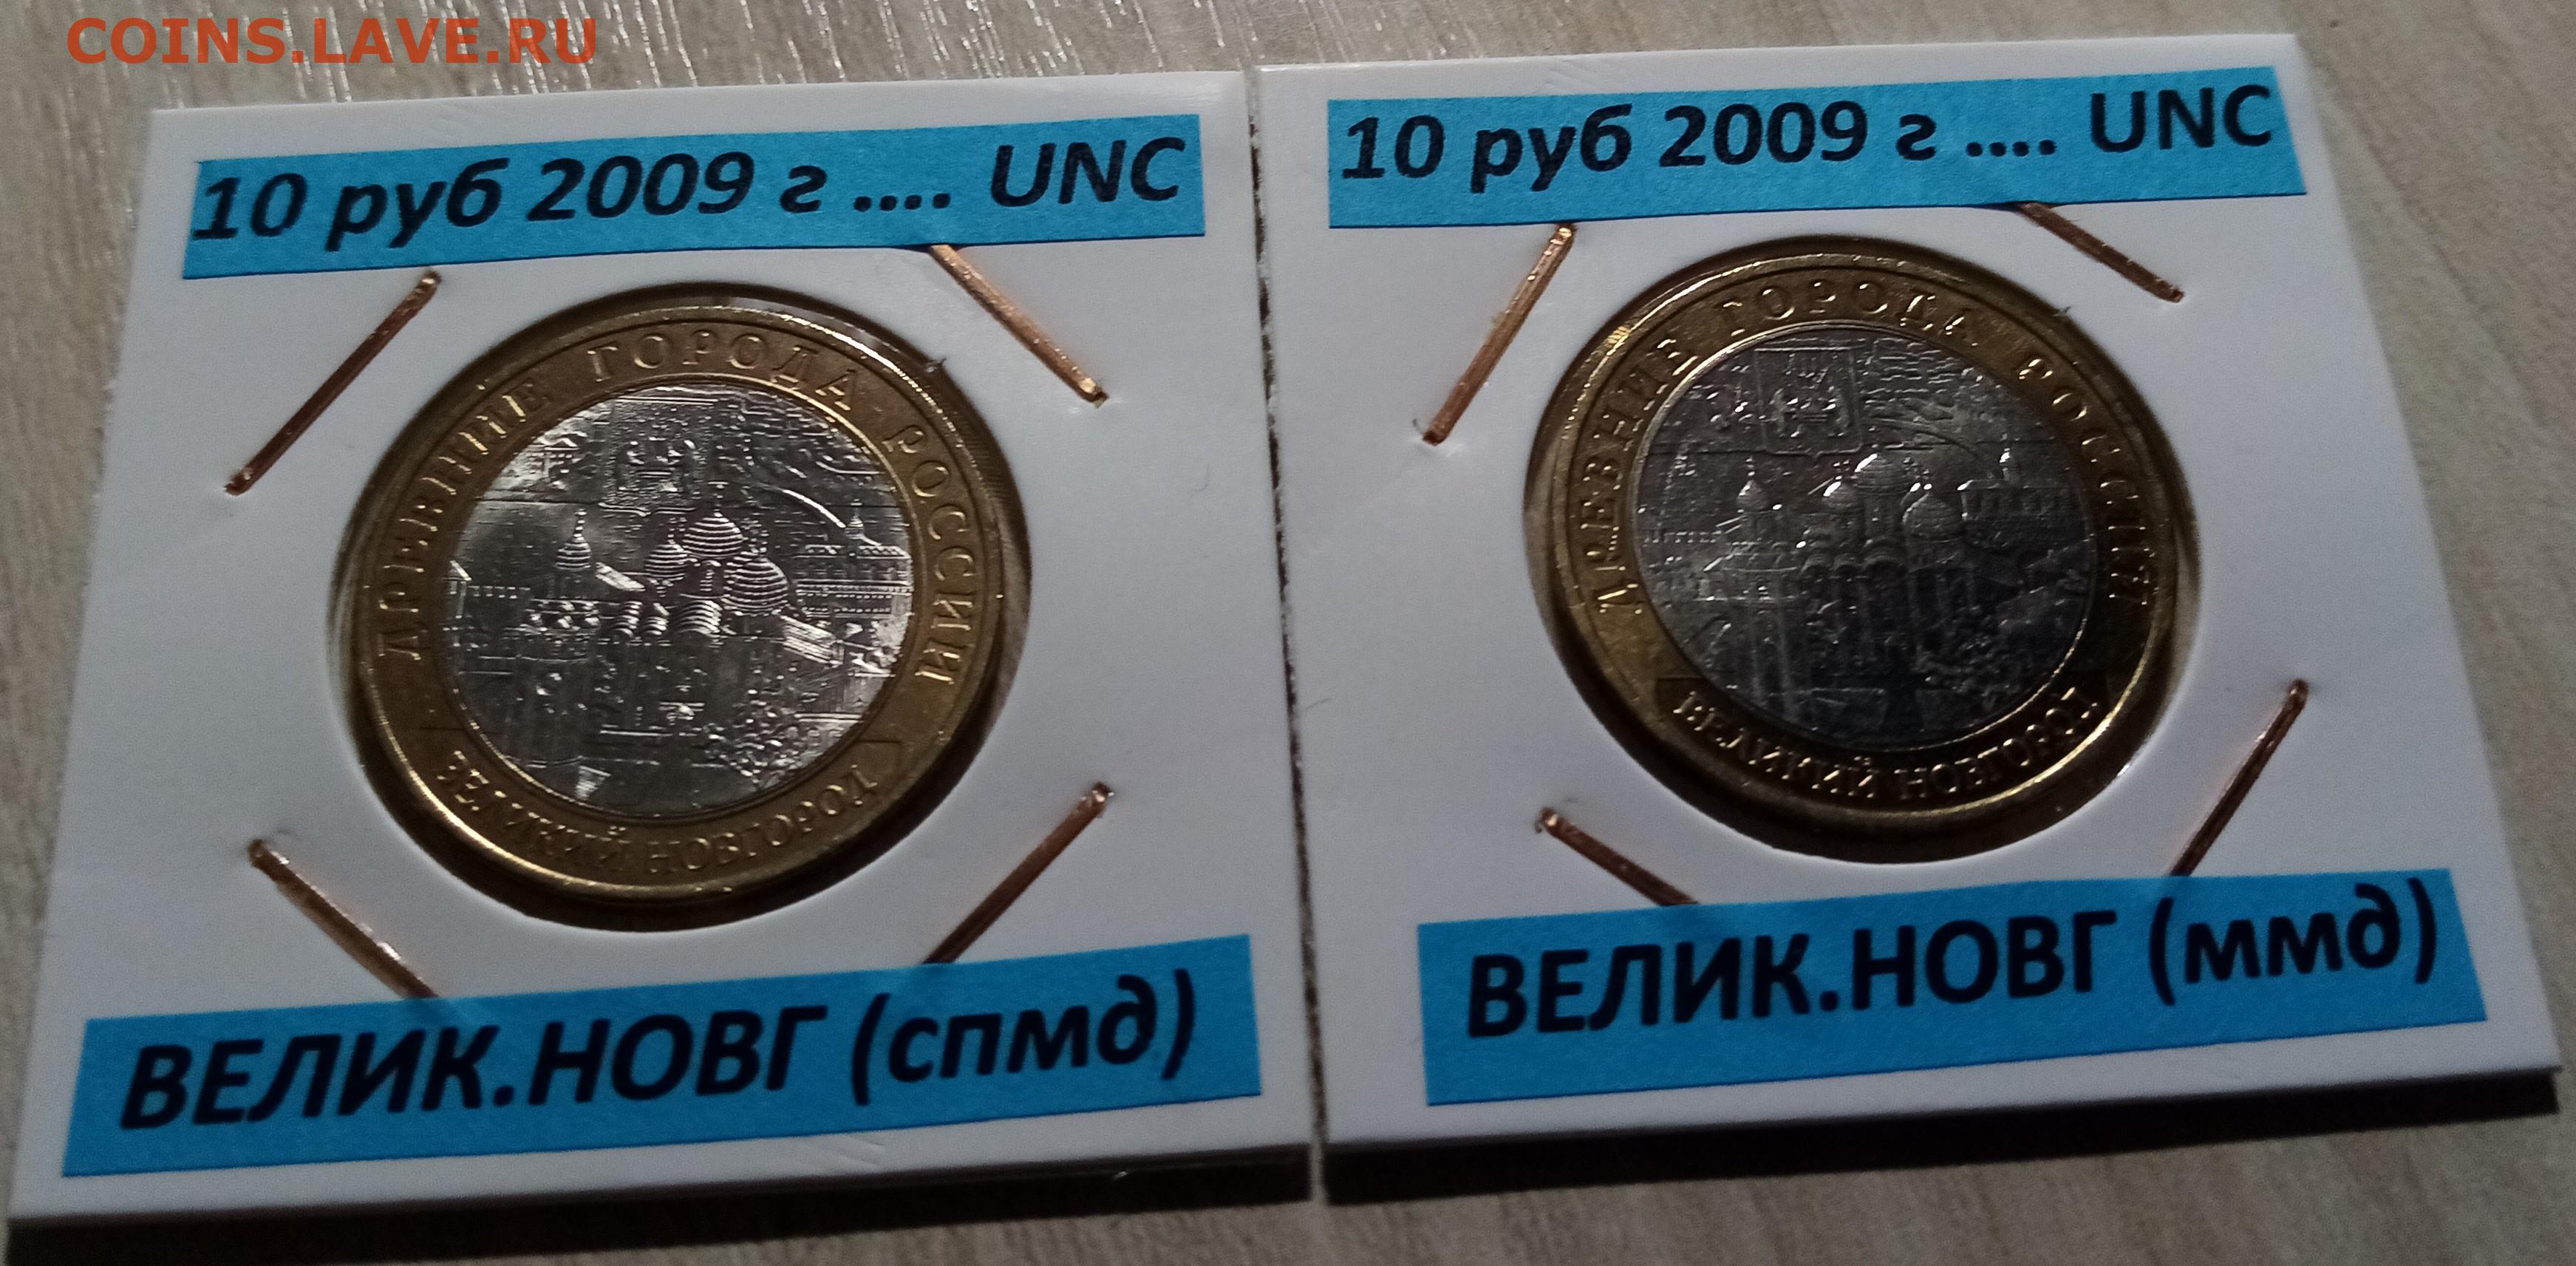 COINS.LAVE.RU
10 руб 2009 г .... UNC
ДРЕВНИЕ ГОРОДА РОССИИ
ВЕЛИКИЙ НОВГОРОД
ВЕЛИК.НОВГ (спмд)
10 руб 2009 г .... UNC
ДРЕВНИЕ ГОРОДА РОССИИ
ВЕЛИКИЙ НОВГОРОД
ВЕЛИК.НОВГ (ммд)